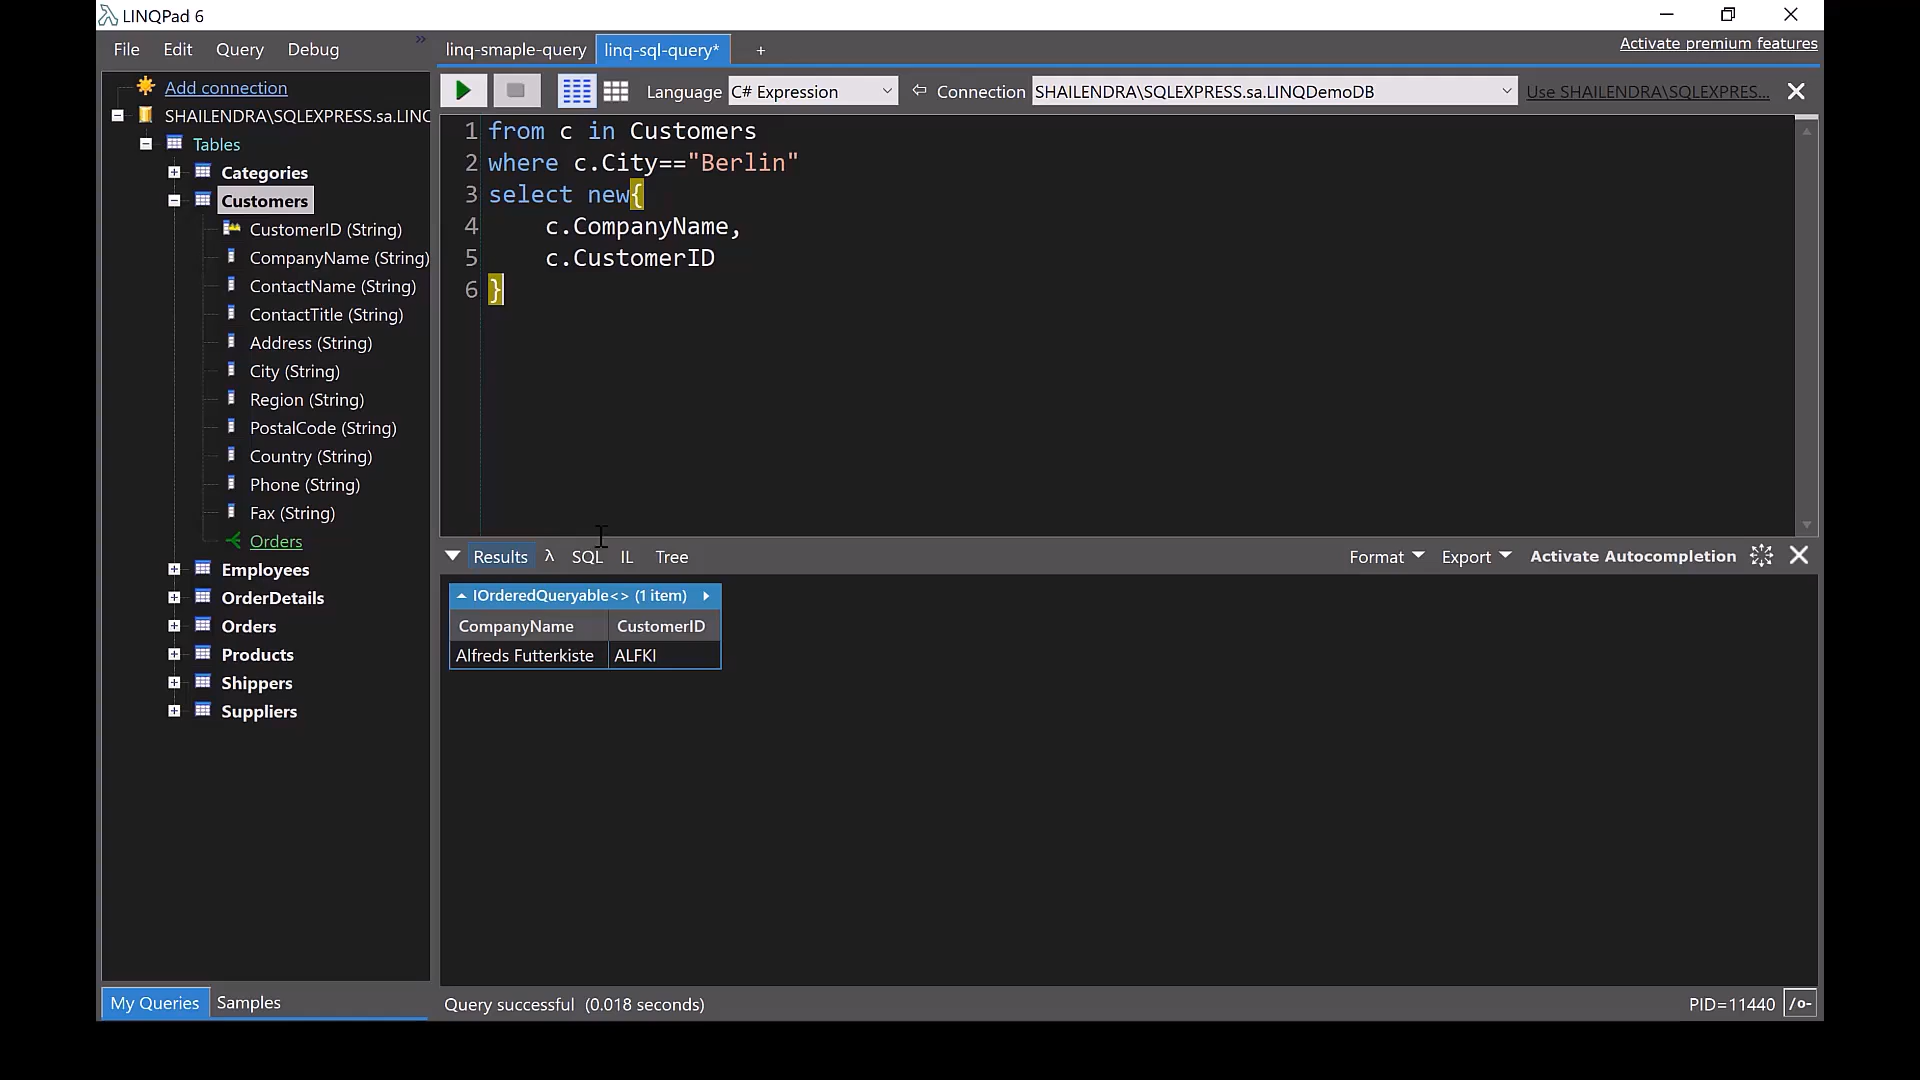 LINQPad 6
File Edit Query Debug »
linq-smaple-query linq-sql-query* +
Activate premium features
Language C# Expression Connection SHAILENDRA\SQLEXPRESS.sa.LINQDemoDB Use SHAILENDRA\SQLEXPRES...
Add connection
SHAILENDRA\SQLEXPRESS.sa.LINQ
Tables
Categories
Customers
CustomerID (String)
CompanyName (String)
ContactName (String)
ContactTitle (String)
Address (String)
City (String)
Region (String)
PostalCode (String)
Country (String)
Phone (String)
Fax (String)
Orders
Employees
OrderDetails
Orders
Products
Shippers
Suppliers
My Queries Samples
1 from c in Customers
2 where c.City=="Berlin"
3 select new{
4 c.CompanyName,
5 c.CustomerID
6 }
Results λ SQL IL Tree
Format Export Activate Autocompletion
IOrderedQueryable<> (1 item)
CompanyName CustomerID
Alfreds Futterkiste ALFKI
Query successful (0.018 seconds)
PID=11440 /o-